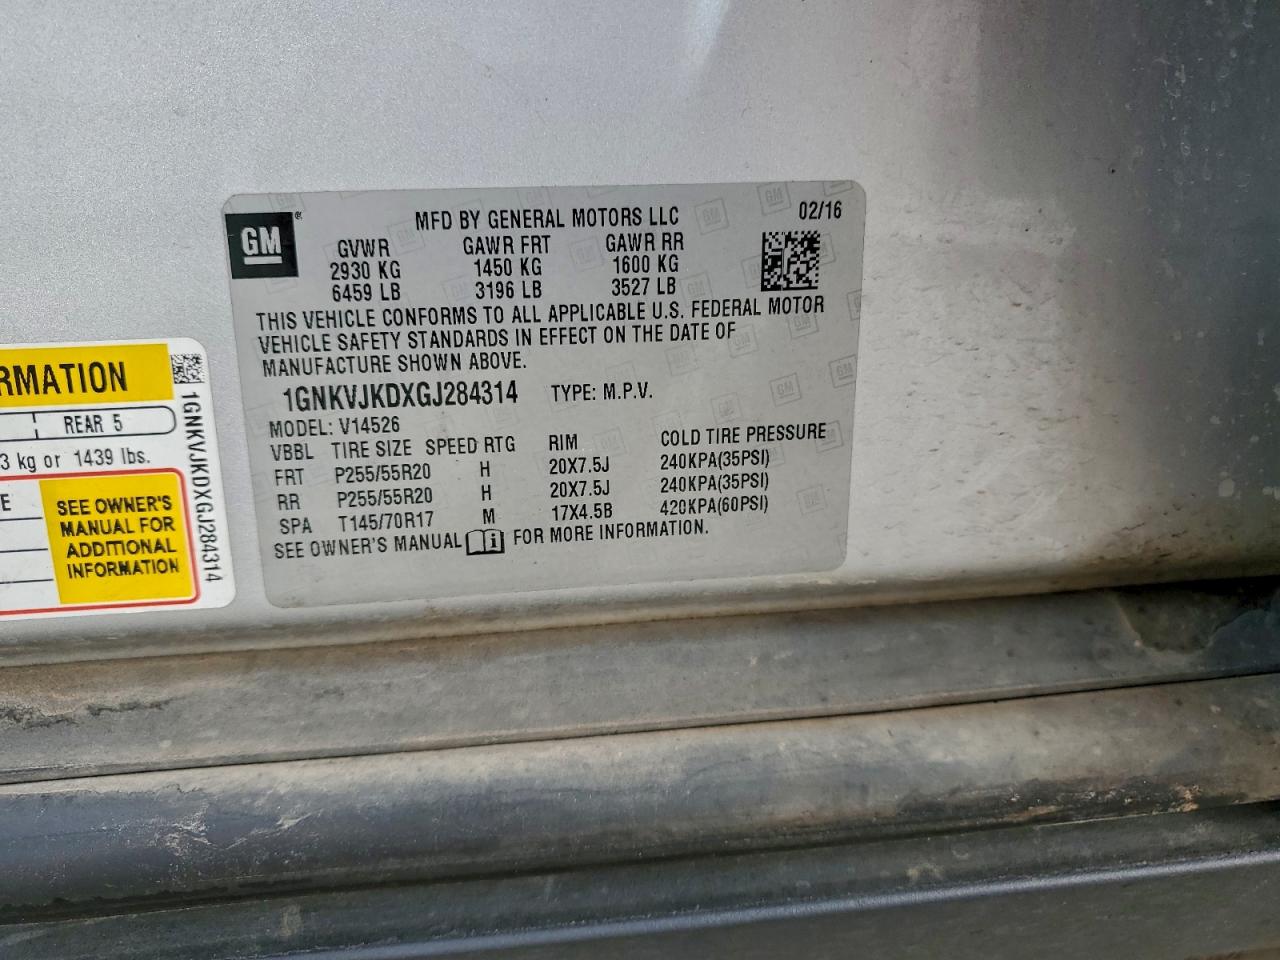 GM ®
MFD BY GENERAL MOTORS LLC 02/16
GVWR GAWR FRT GAWR RR
2930 KG 1450 KG 1600 KG
6459 LB 3196 LB 3527 LB
THIS VEHICLE CONFORMS TO ALL APPLICABLE U.S. FEDERAL MOTOR
VEHICLE SAFETY STANDARDS IN EFFECT ON THE DATE OF
MANUFACTURE SHOWN ABOVE.
1GNKVJKDXGJ284314 TYPE: M.P.V.
MODEL: V14526
VBBL TIRE SIZE SPEED RTG RIM COLD TIRE PRESSURE
FRT P255/55R20 H 20X7.5J 240KPA(35PSI)
RR P255/55R20 H 20X7.5J 240KPA(35PSI)
SPA T145/70R17 M 17X4.5B 420KPA(60PSI)
SEE OWNER'S MANUAL FOR MORE INFORMATION.
RMATION
REAR 5
3 kg or 1439 lbs.
E
SEE OWNER'S
MANUAL FOR
ADDITIONAL
INFORMATION
1GNKVJKDXGJ284314